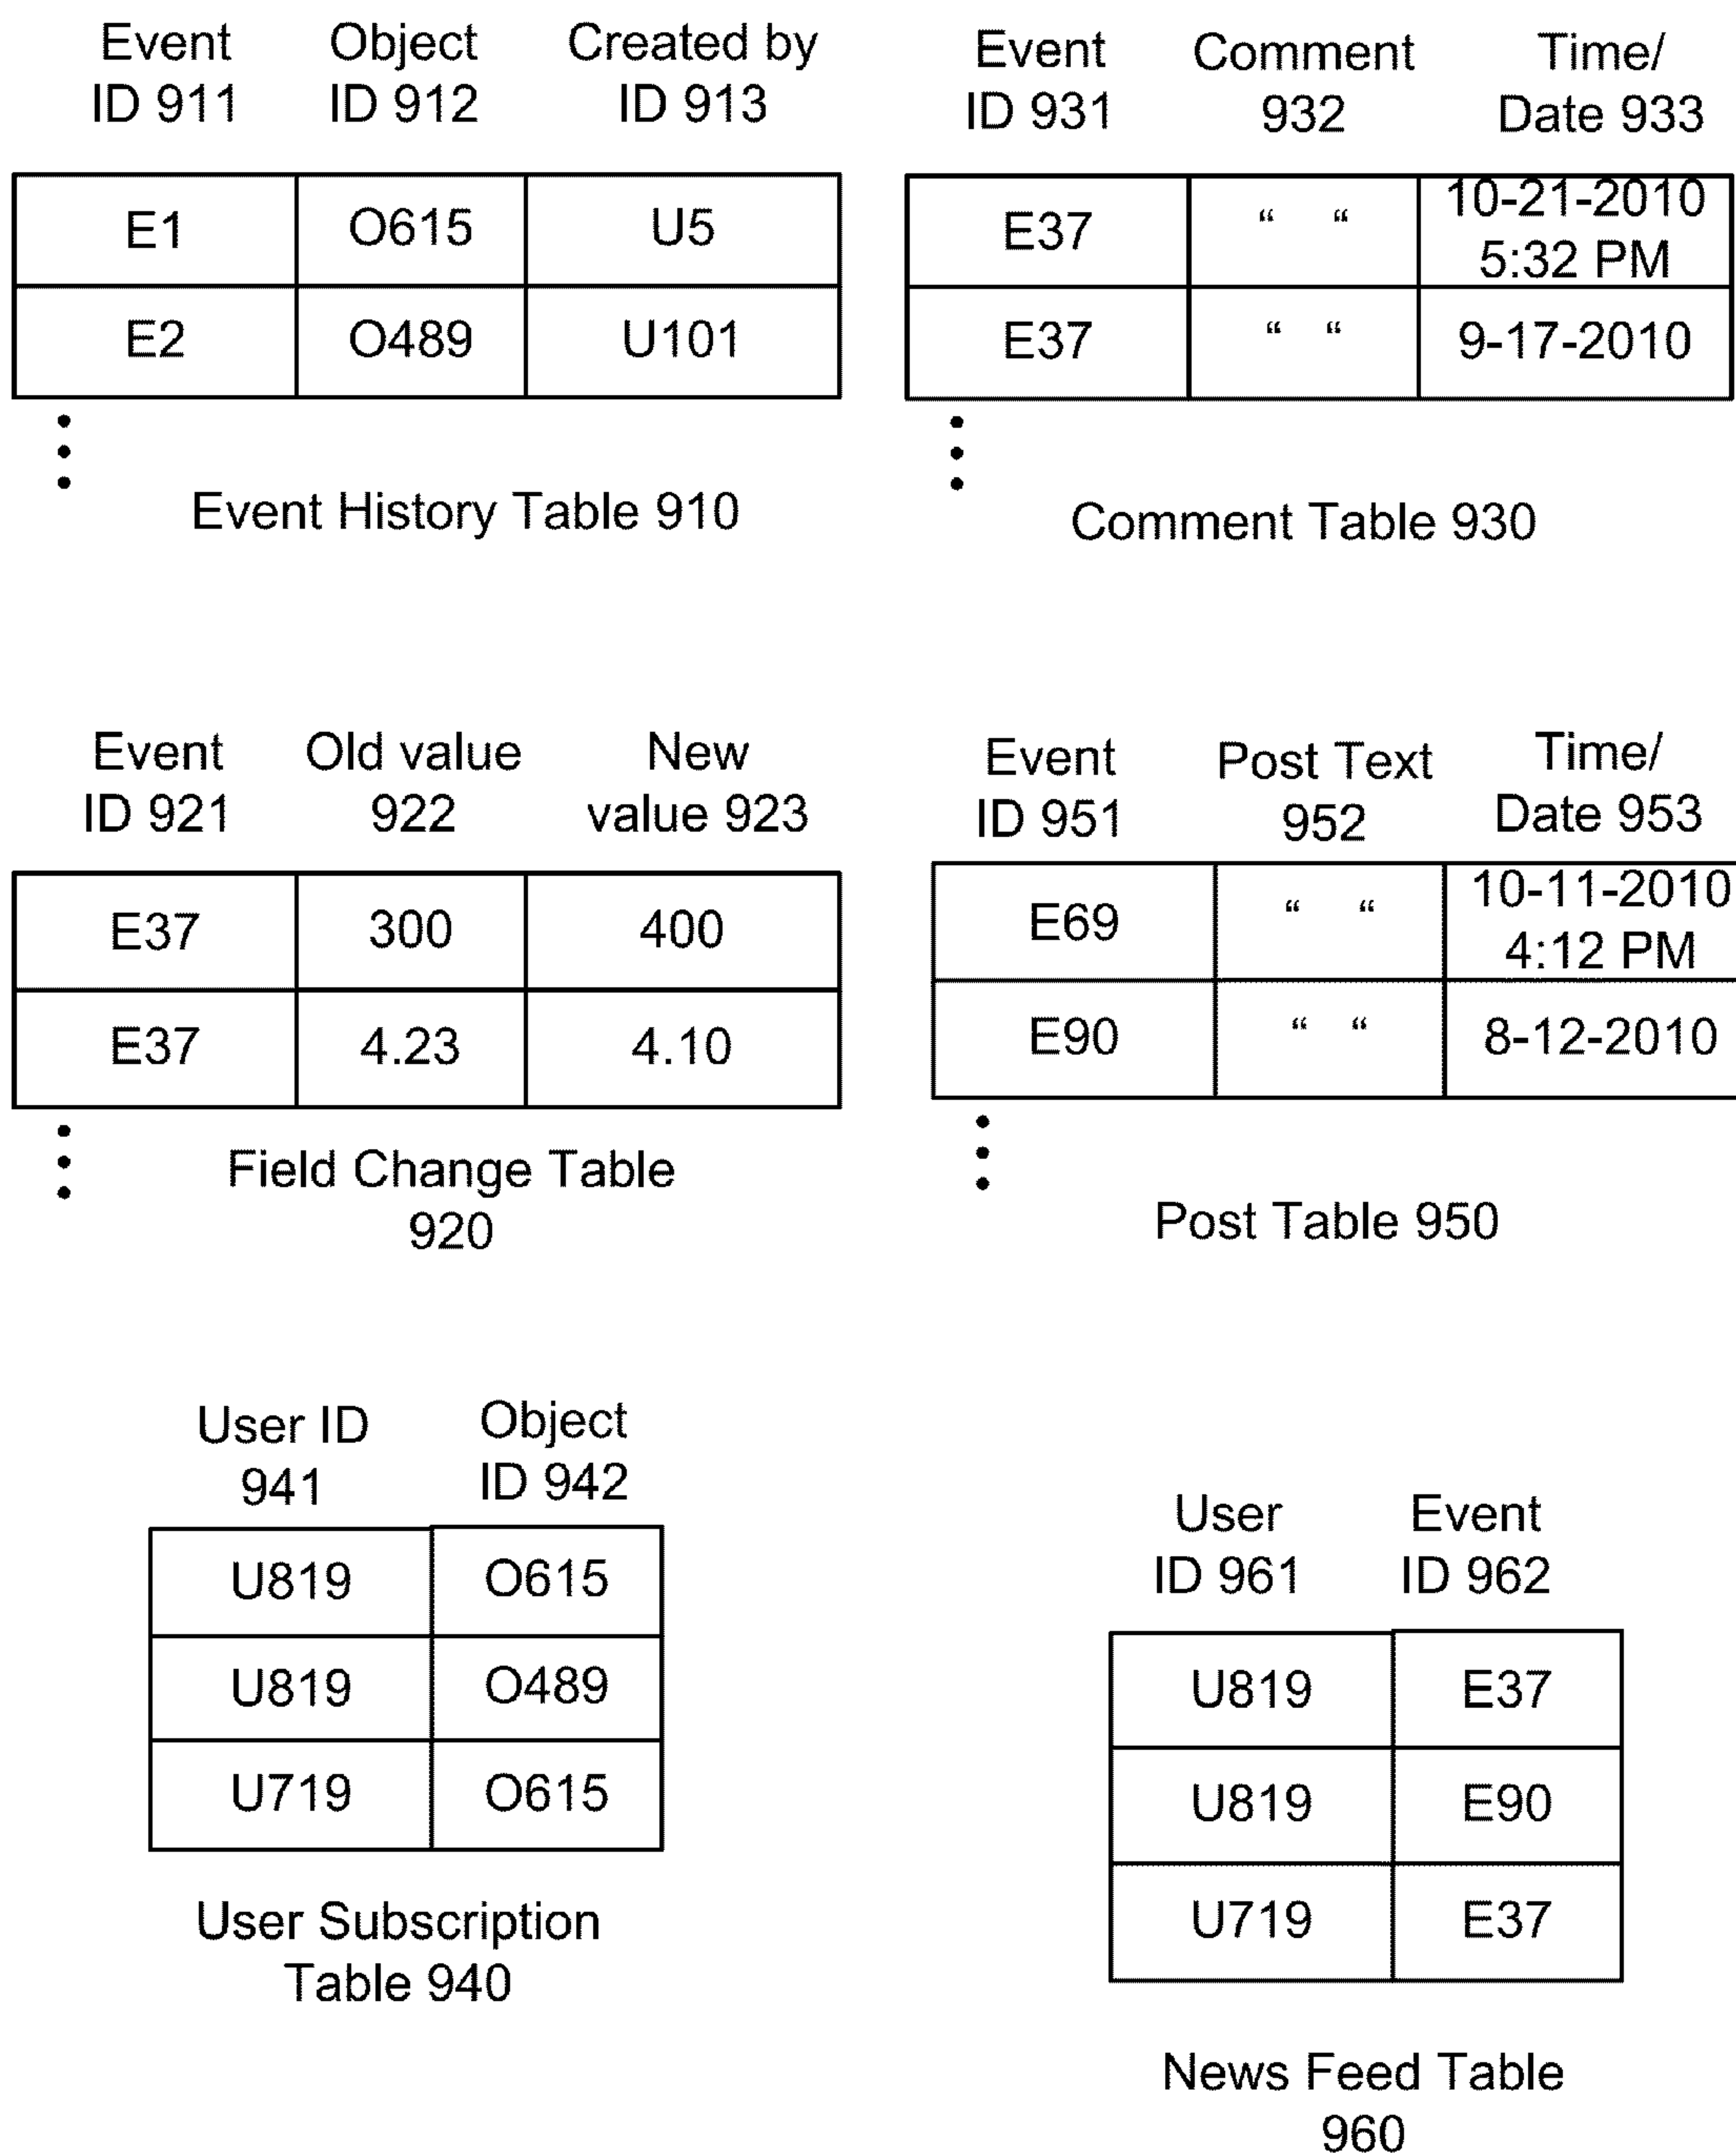 Event Object Created by
ID 911 ID 912 ID 913
E1 O615 U5
E2 O489 U101
Event History Table 910
Event Comment Time/
ID 931 932 Date 933
E37 “ “ 10-21-2010
5:32 PM
E37 “ “ 9-17-2010
Comment Table 930
Event Old value New
ID 921 922 value 923
E37 300 400
E37 4.23 4.10
Field Change Table
920
Event Post Text Time/
ID 951 952 Date 953
E69 “ “ 10-11-2010
4:12 PM
E90 “ “ 8-12-2010
Post Table 950
User ID Object
941 ID 942
U819 O615
U819 O489
U719 O615
User Subscription
Table 940
User Event
ID 961 ID 962
U819 E37
U819 E90
U719 E37
News Feed Table
960